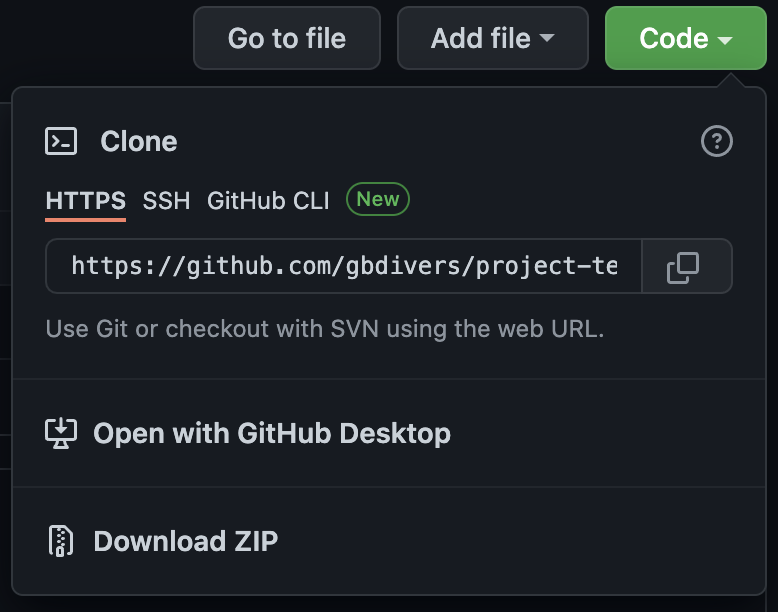 Go to file Add file Code
Clone
HTTPS SSH GitHub CLI New
https://github.com/gbdivers/project-te
Use Git or checkout with SVN using the web URL.
Open with GitHub Desktop
Download ZIP